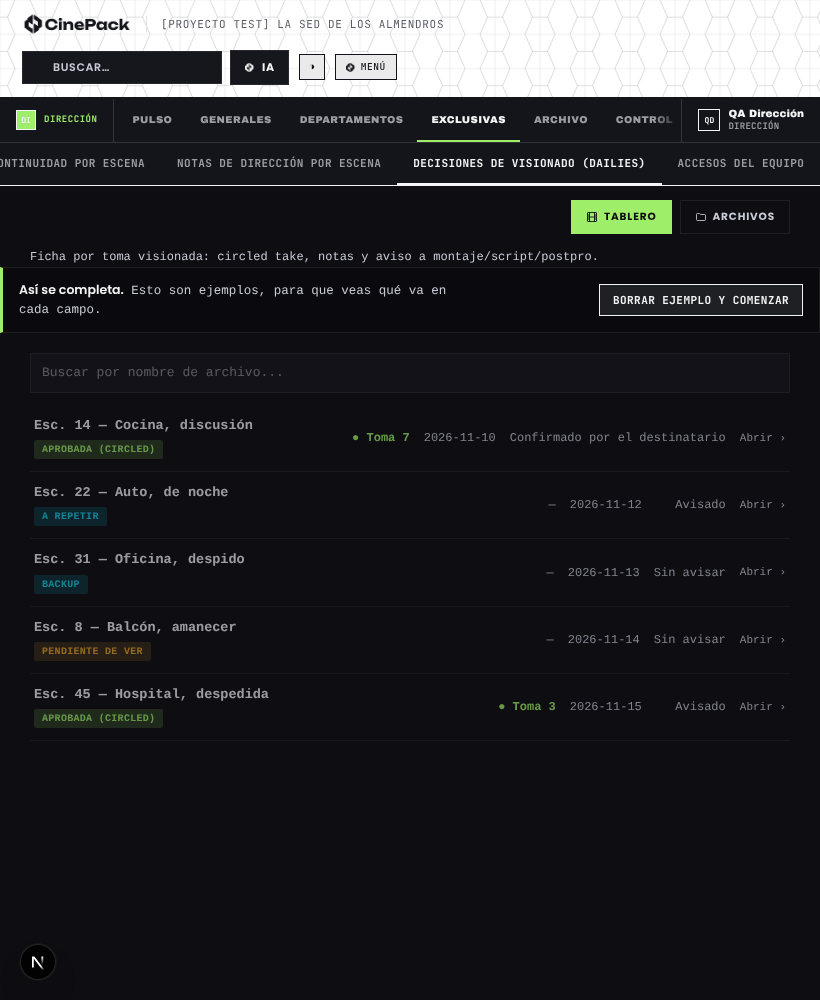 CinePack
[PROYECTO TEST] LA SED DE LOS ALMENDROS
BUSCAR…
IA
MENÚ
DI
DIRECCIÓN
PULSO
GENERALES
DEPARTAMENTOS
EXCLUSIVAS
ARCHIVO
CONTROL
QD
QA Dirección
DIRECCIÓN
ONTINUIDAD POR ESCENA
NOTAS DE DIRECCIÓN POR ESCENA
DECISIONES DE VISIONADO (DAILIES)
ACCESOS DEL EQUIPO
TABLERO
ARCHIVOS
Ficha por toma visionada: circled take, notas y aviso a montaje/script/postpro.
Así se completa. Esto son ejemplos, para que veas qué va en
cada campo.
BORRAR EJEMPLO Y COMENZAR
Buscar por nombre de archivo...
Esc. 14 — Cocina, discusión
APROBADA (CIRCLED)
● Toma 7 2026-11-10 Confirmado por el destinatario Abrir ›
Esc. 22 — Auto, de noche
A REPETIR
— 2026-11-12 Avisado Abrir ›
Esc. 31 — Oficina, despido
BACKUP
— 2026-11-13 Sin avisar Abrir ›
Esc. 8 — Balcón, amanecer
PENDIENTE DE VER
— 2026-11-14 Sin avisar Abrir ›
Esc. 45 — Hospital, despedida
APROBADA (CIRCLED)
● Toma 3 2026-11-15 Avisado Abrir ›
N